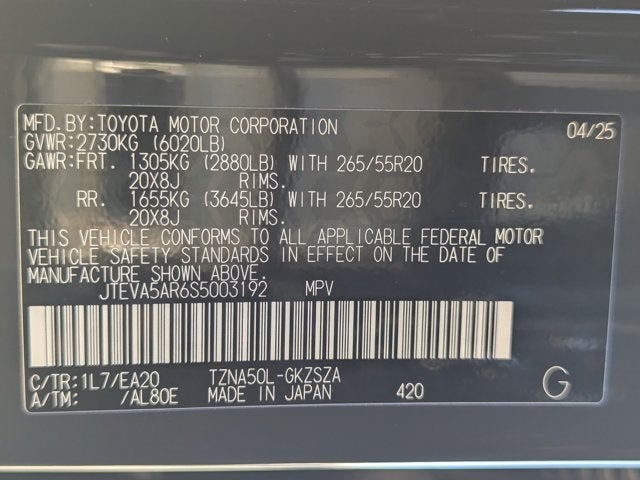 MFD.BY:TOYOTA MOTOR CORPORATION 04/25
GVWR:2730KG (6020LB)
GAWR:FRT. 1305KG (2880LB) WITH 265/55R20 TIRES.
20X8J RIMS.
RR. 1655KG (3645LB) WITH 265/55R20 TIRES.
20X8J RIMS.
THIS VEHICLE CONFORMS TO ALL APPLICABLE FEDERAL MOTOR
VEHICLE SAFETY STANDARDS IN EFFECT ON THE DATE OF
MANUFACTURE SHOWN ABOVE.
JTEVA5AR6S5003192 MPV
C/TR:1L7/EA20 TZNA50L-GKZSZA
A/TM: /AL80E MADE IN JAPAN 420 G